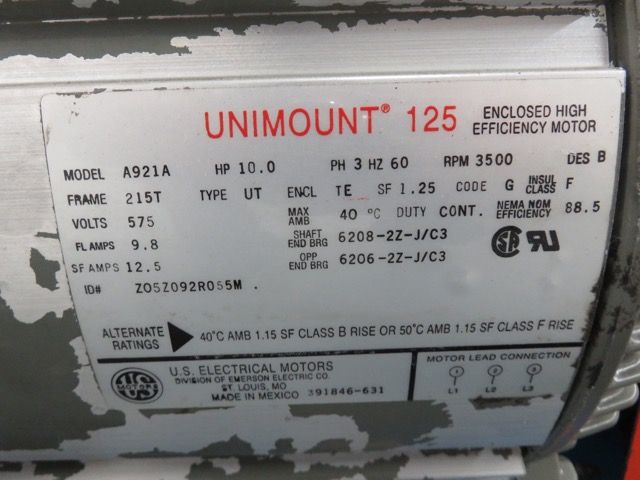 UNIMOUNT® 125 ENCLOSED HIGH EFFICIENCY MOTOR
MODEL A921A HP 10.0 PH 3 HZ 60 RPM 3500 DES B
FRAME 215T TYPE UT ENCL TE SF 1.25 CODE G INSUL CLASS F
VOLTS 575 MAX AMB 40 °C DUTY CONT. NEMA NOM EFFICIENCY 88.5
FL AMPS 9.8 SHAFT END BRG 6208-2Z-J/C3
SF AMPS 12.5 OPP END BRG 6206-2Z-J/C3
ID# Z05Z092R055M .
ALTERNATE RATINGS 40°C AMB 1.15 SF CLASS B RISE OR 50°C AMB 1.15 SF CLASS F RISE
U.S. ELECTRICAL MOTORS
DIVISION OF EMERSON ELECTRIC CO.
ST. LOUIS, MO
MADE IN MEXICO 391846-631
US MOTORS
MOTOR LEAD CONNECTION
1 2 3
L1 L2 L3